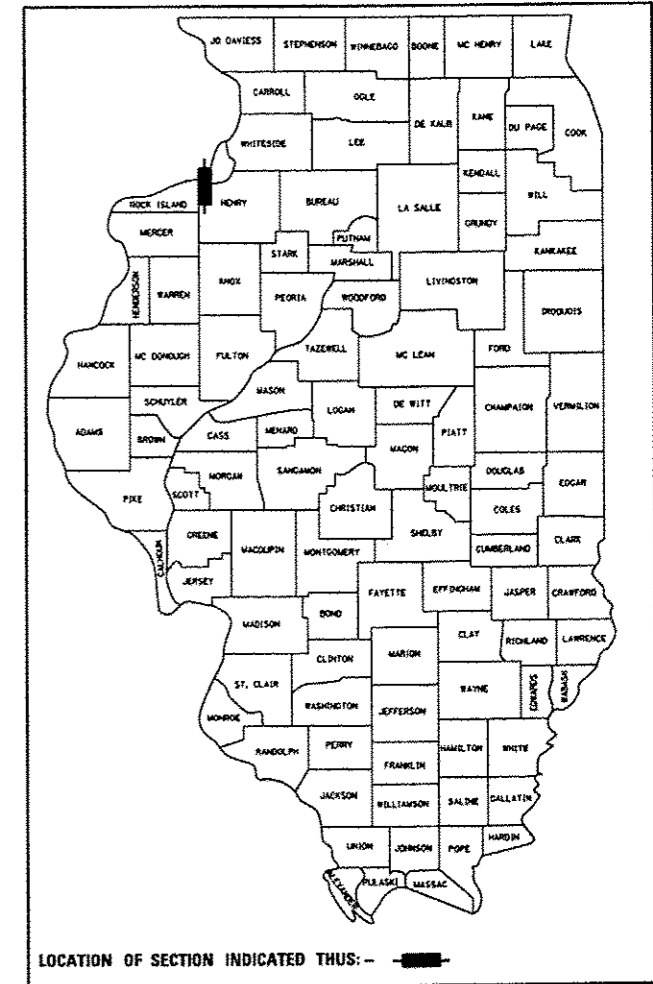 JO DAVIESS STEPHENSON WINNEBAGO BOONE MC HENRY LAKE
CARROLL OGLE DE KALB KANE DU PAGE COOK
WHITESIDE LEE
KENDALL
ROCK ISLAND HENRY BUREAU LA SALLE GRUNDY WILL
MERCER PUTNAM KANKAKEE
STARK MARSHALL
HENDERSON WARREN KNOX PEORIA WOODFORD LIVINGSTON IROQUOIS
HANCOCK MC DONOUGH FULTON TAZEWELL MC LEAN FORD
MASON
SCHUYLER LOGAN DE WITT CHAMPAIGN VERMILION
ADAMS BROWN CASS MENARD MACON PIATT
MORGAN SANGAMON DOUGLAS EDGAR
PIKE SCOTT CHRISTIAN MOULTRIE COLES
CALHOUN GREENE MACOUPIN MONTGOMERY SHELBY CUMBERLAND CLARK
JERSEY FAYETTE EFFINGHAM JASPER CRAWFORD
MADISON BOND CLAY RICHLAND LAWRENCE
CLINTON MARION
ST. CLAIR WAYNE EDWARDS WABASH
WASHINGTON JEFFERSON
MONROE
RANDOLPH PERRY HAMILTON WHITE
FRANKLIN
JACKSON WILLIAMSON SALINE GALLATIN
UNION JOHNSON POPE HARDIN
ALEXANDER PULASKI MASSAC
LOCATION OF SECTION INDICATED THUS: -